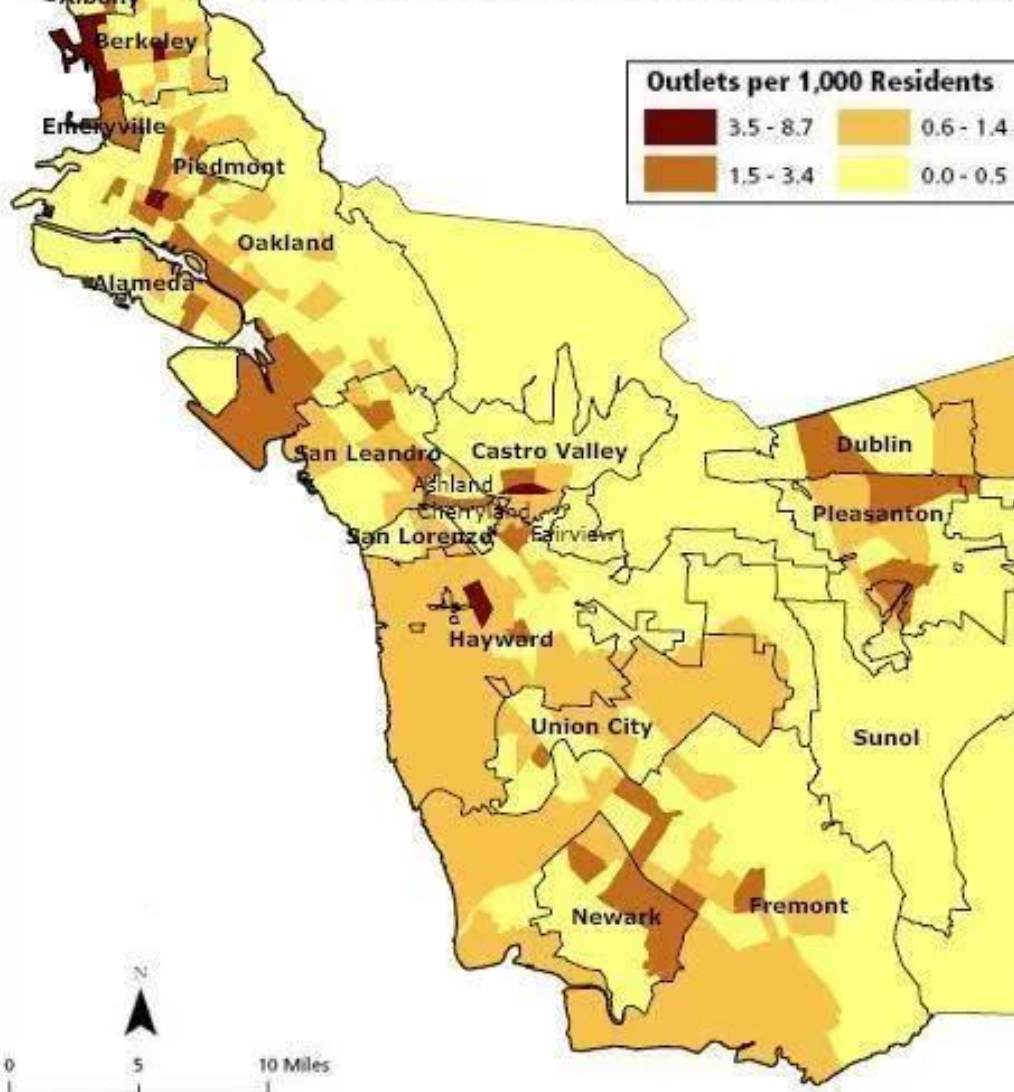 Berkeley
Emeryville
Piedmont
Oakland
Alameda
Outlets per 1,000 Residents
3.5 - 8.7
0.6 - 1.4
1.5 - 3.4
0.0 - 0.5
San Leandro
Castro Valley
Ashland
Cherryland
San Lorenzo
Fairview
Dublin
Pleasanton
Hayward
Union City
Sunol
Newark
Fremont
N
0 5 10 Miles